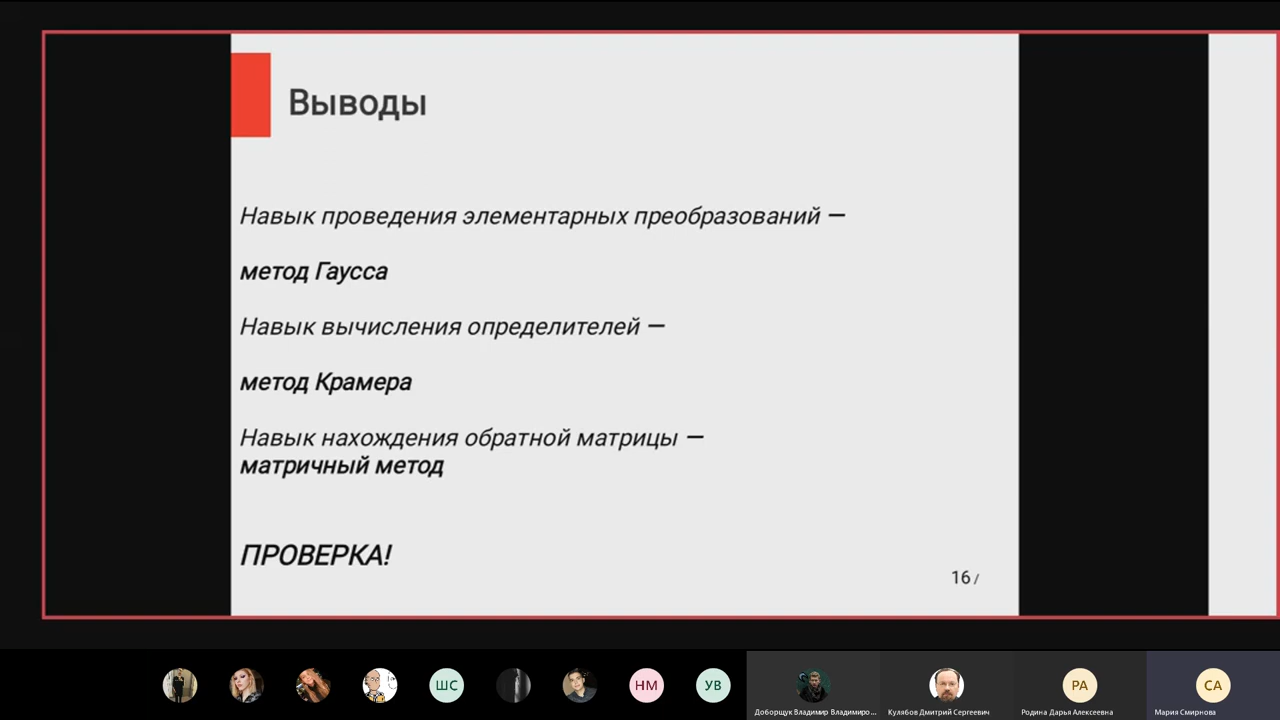 Выводы
Навык проведения элементарных преобразований —
метод Гаусса
Навык вычисления определителей —
метод Крамера
Навык нахождения обратной матрицы —
матричный метод
ПРОВЕРКА!
16 /
ШС
НМ
УВ
РА
СА
Доборщук Владимир Владимиро...
Кулябов Дмитрий Сергеевич
Родина Дарья Алексеевна
Мария Смирнова